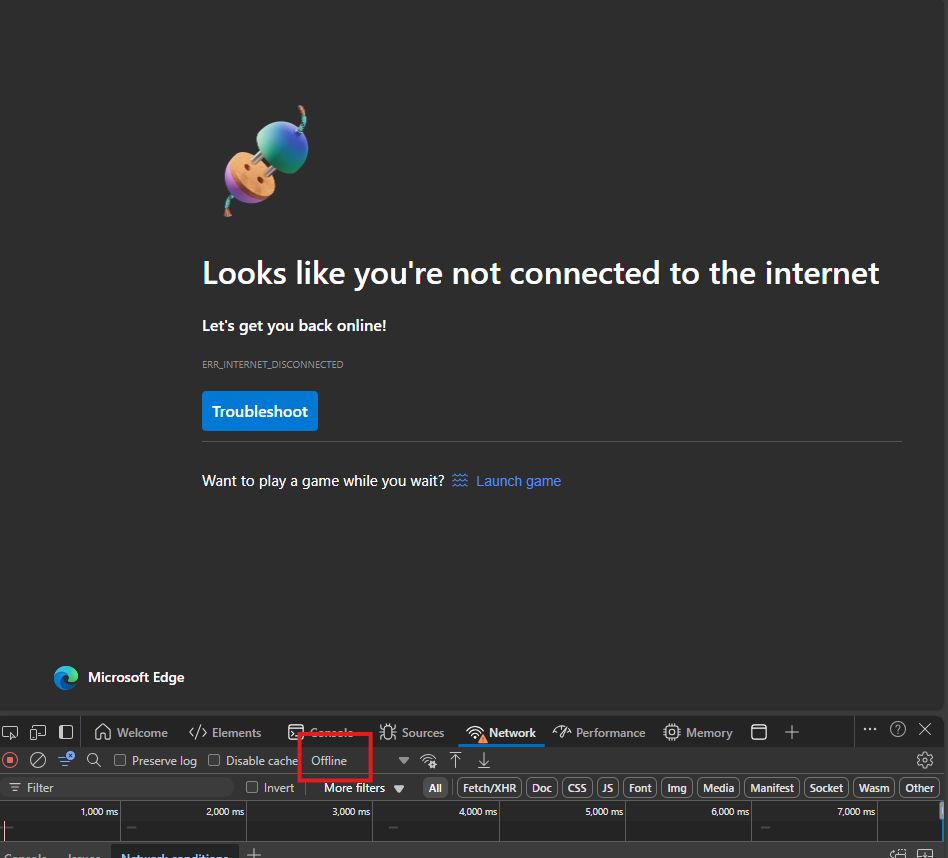 Looks like you're not connected to the internet
Let's get you back online!
ERR_INTERNET_DISCONNECTED
Troubleshoot
Want to play a game while you wait? Launch game
Microsoft Edge
Welcome Elements Console Sources Network Performance Memory
Preserve log Disable cache Offline
Filter Invert More filters All Fetch/XHR Doc CSS JS Font Img Media Manifest Socket Wasm Other
1,000 ms 2,000 ms 3,000 ms 4,000 ms 5,000 ms 6,000 ms 7,000 ms
Console Issues Network conditions